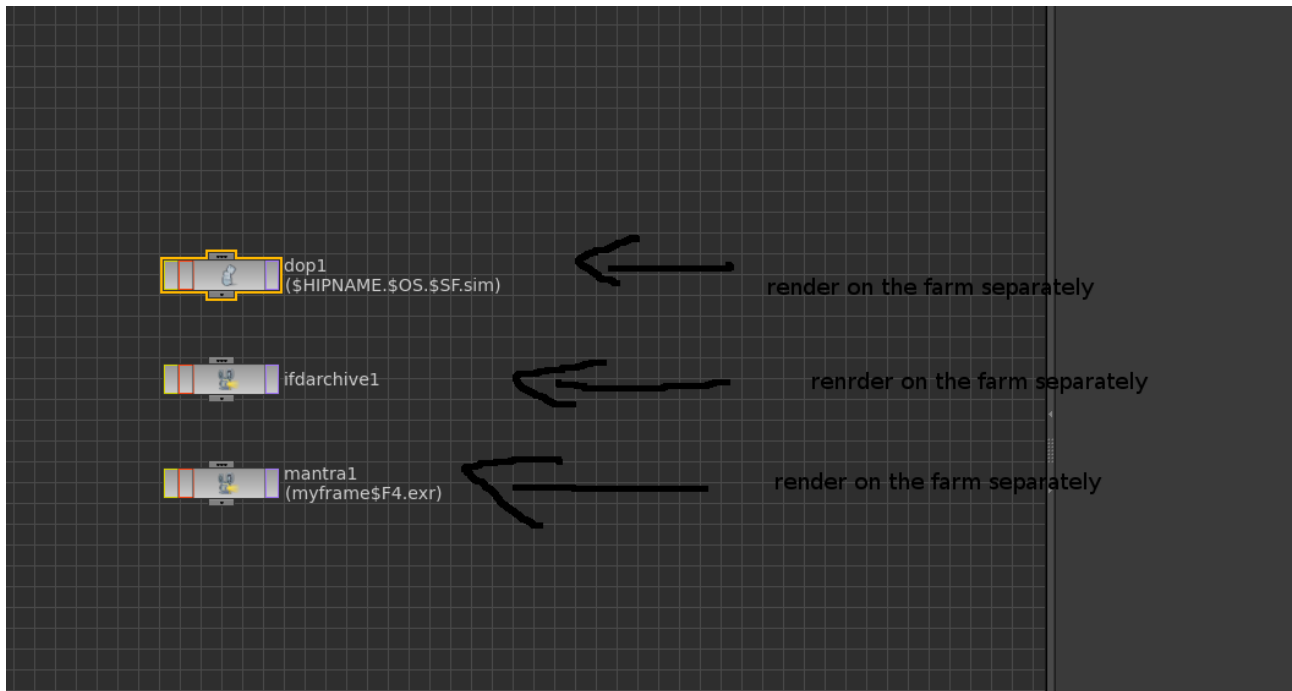 dop1
($HIPNAME.$OS.$SF.sim)
render on the farm separately
ifdarchive1
renrder on the farm separately
mantra1
(myframe$F4.exr)
render on the farm separately